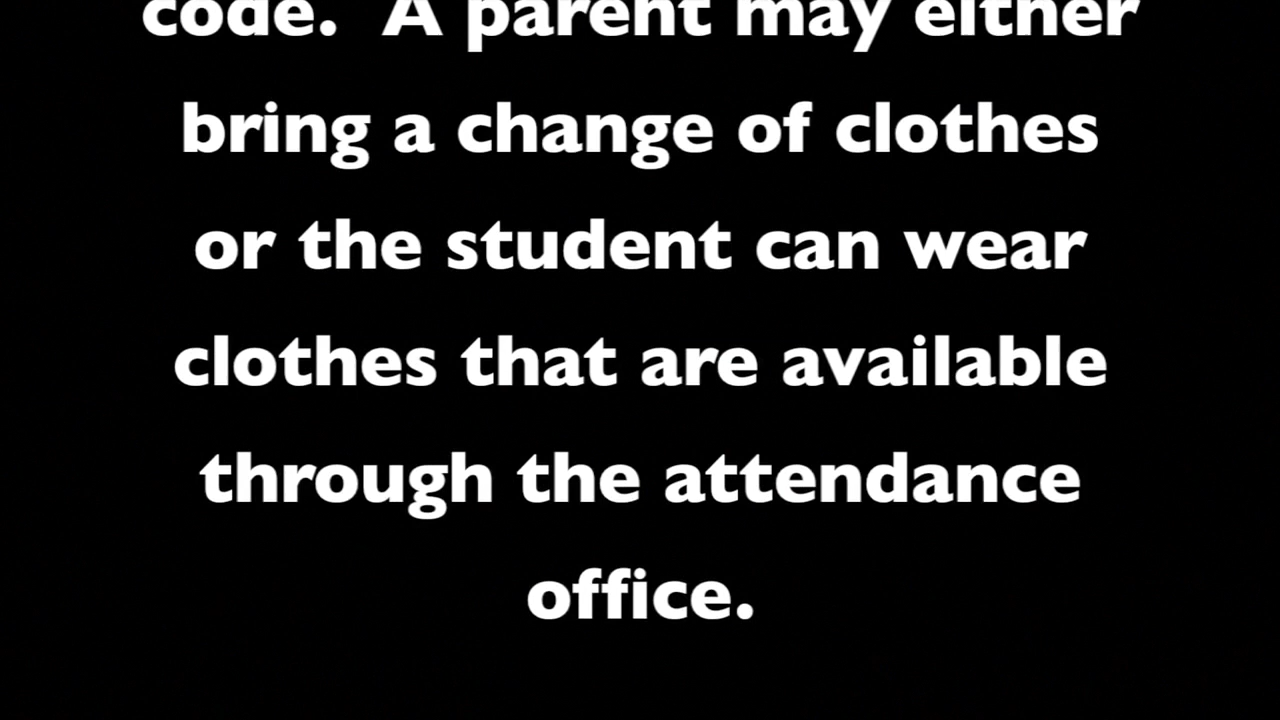 code.  A parent may either
bring a change of clothes
or the student can wear
clothes that are available
through the attendance
office.